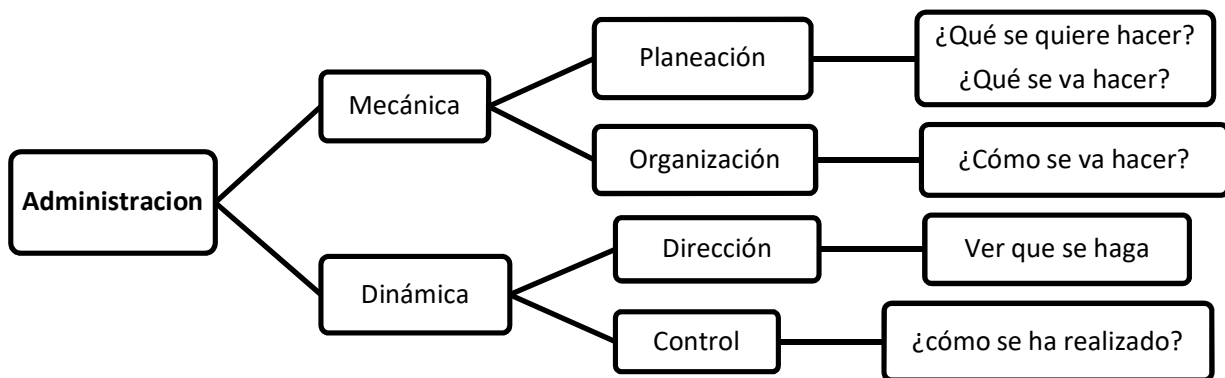 Administracion
Mecánica
Planeación
¿Qué se quiere hacer?
¿Qué se va hacer?
Organización
¿Cómo se va hacer?
Dinámica
Dirección
Ver que se haga
Control
¿cómo se ha realizado?